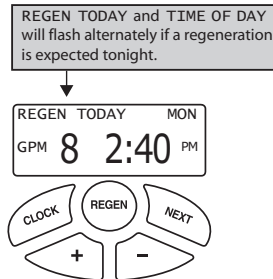 REGEN TODAY and TIME OF DAY
will flash alternately if a regeneration
is expected tonight.
REGEN TODAY MON
GPM 8 2:40 PM
CLOCK REGEN NEXT
+ -